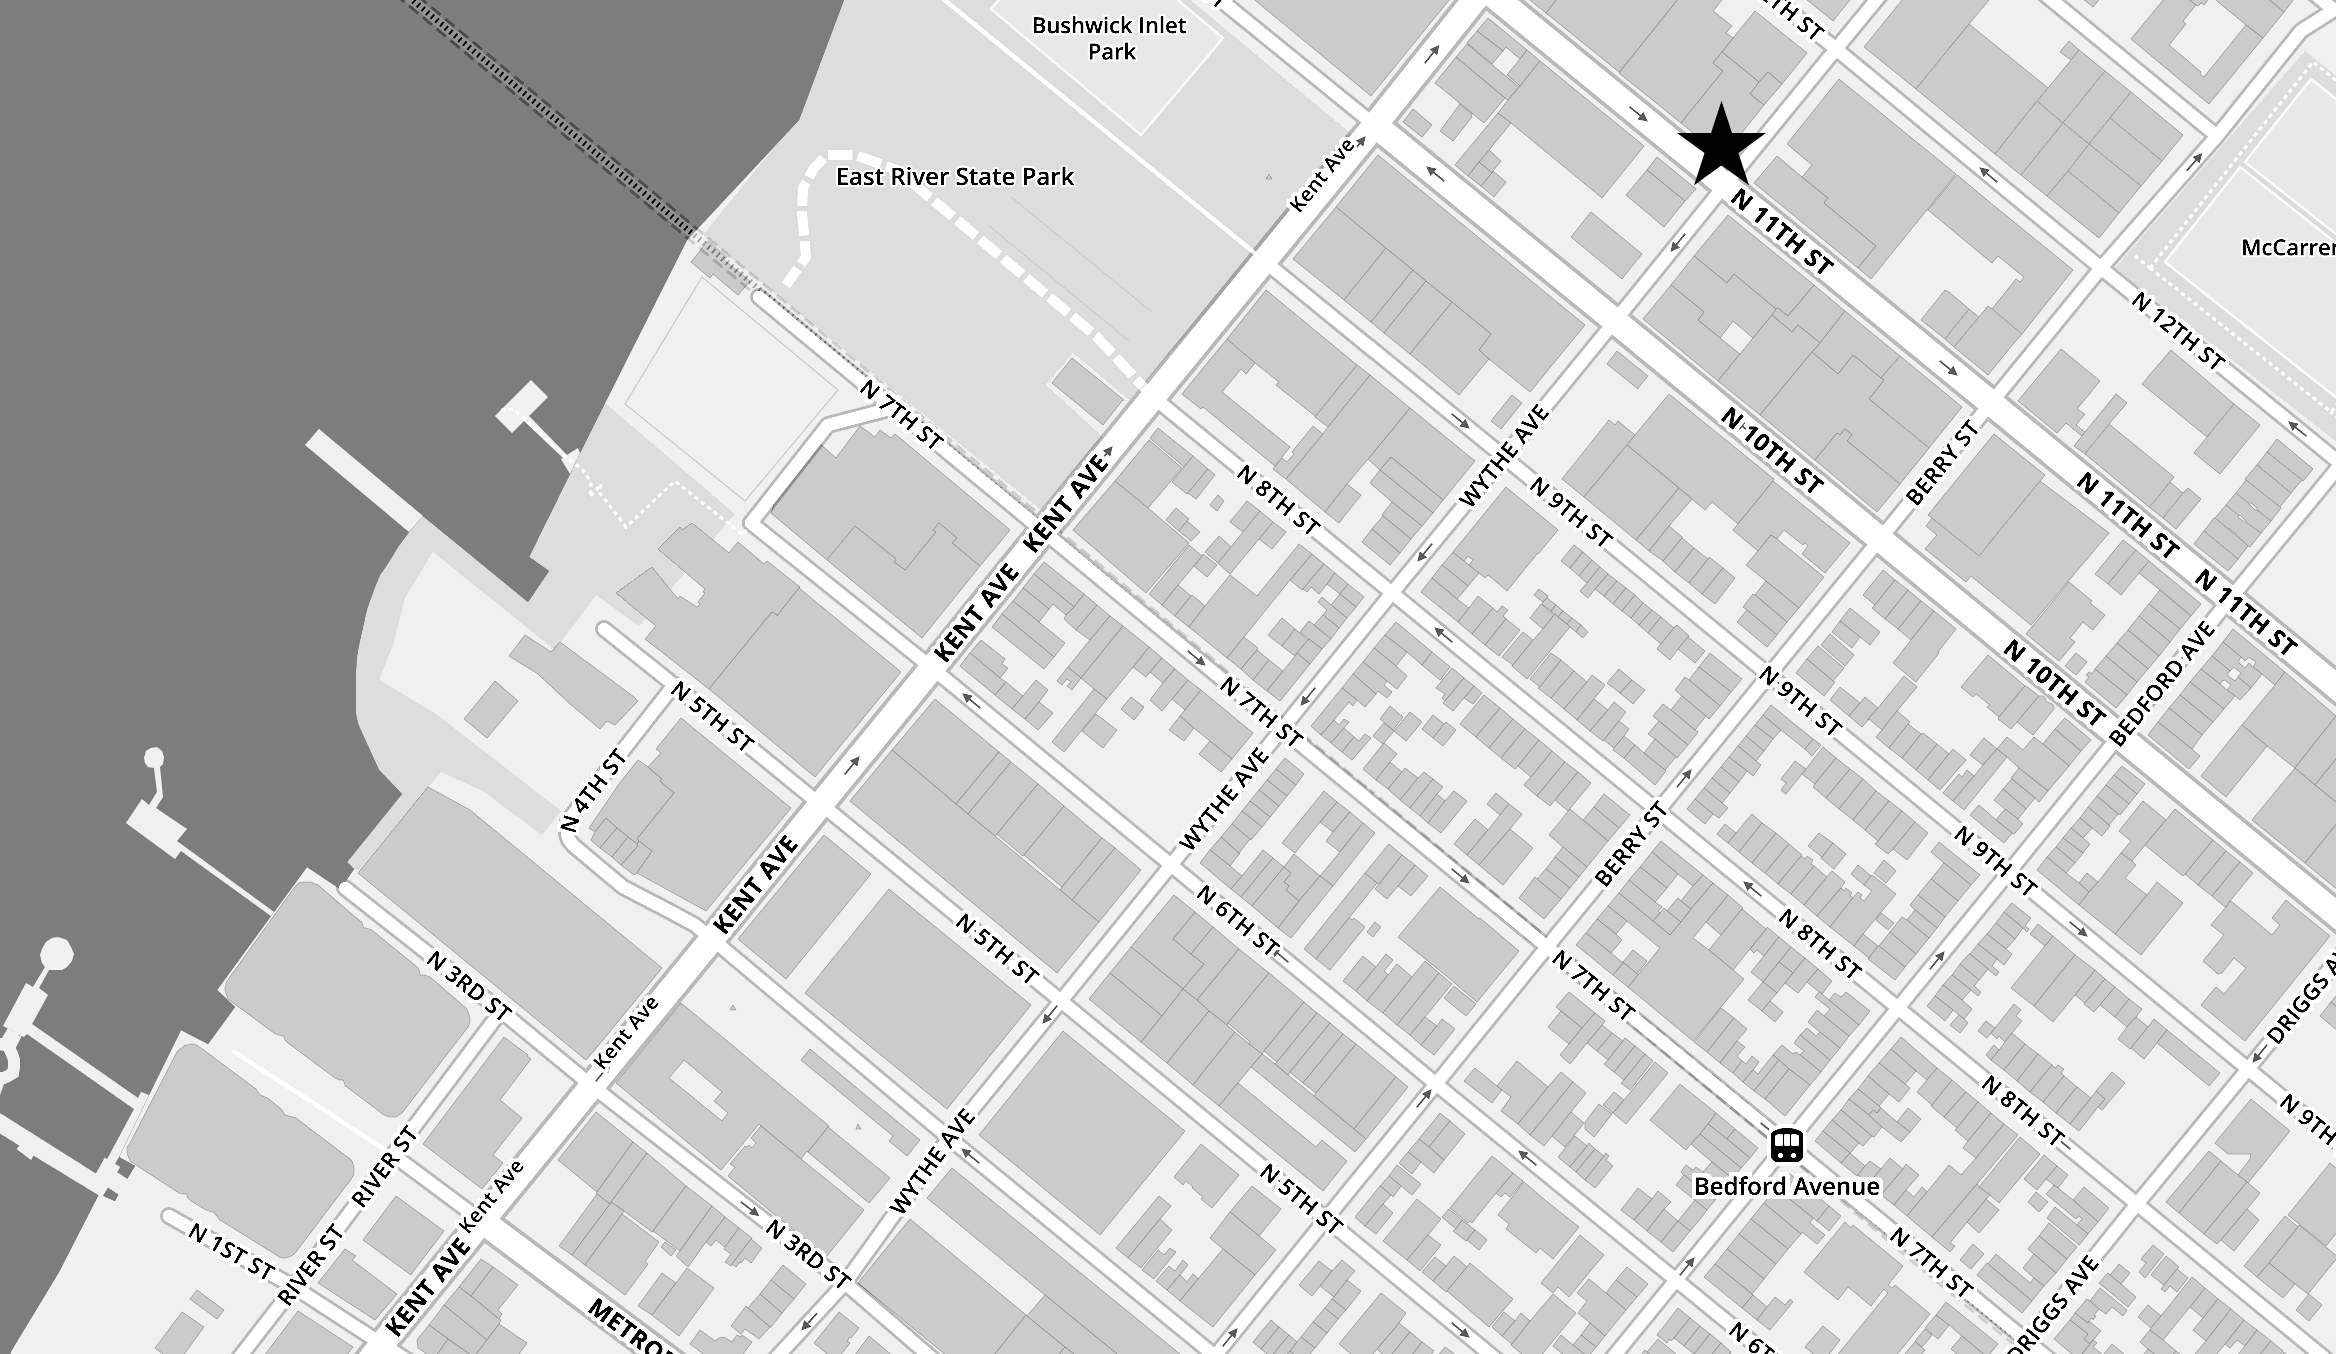 Bushwick Inlet
Park
East River State Park
Kent Ave
N 11TH ST
McCarren
N 12TH ST
N 7TH ST
KENT AVE
N 8TH ST
WYTHE AVE
N 9TH ST
N 10TH ST
BERRY ST
N 11TH ST
N 11TH ST
KENT AVE
N 5TH ST
N 4TH ST
N 7TH ST
WYTHE AVE
N 9TH ST
N 10TH ST
BEDFORD AVE
BERRY ST
KENT AVE
N 3RD ST
N 5TH ST
N 6TH ST
N 7TH ST
N 8TH ST
N 9TH ST
DRIGGS
Kent Ave
RIVER ST
Kent Ave
WYTHE AVE
N 5TH ST
Bedford Avenue
N 8TH ST
N 9TH
N 1ST ST
RIVER ST
KENT AVE
N 3RD ST
N 7TH ST
DRIGGS AVE
N 6T